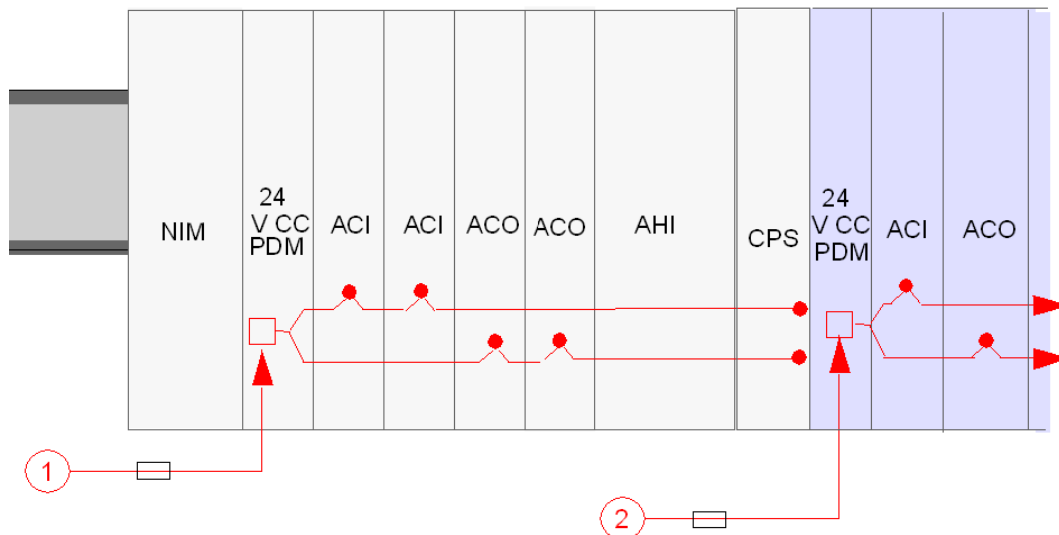 NIM
24
V CC
PDM
ACI
ACI
ACO
ACO
AHI
CPS
24
V CC
PDM
ACI
ACO
1
2